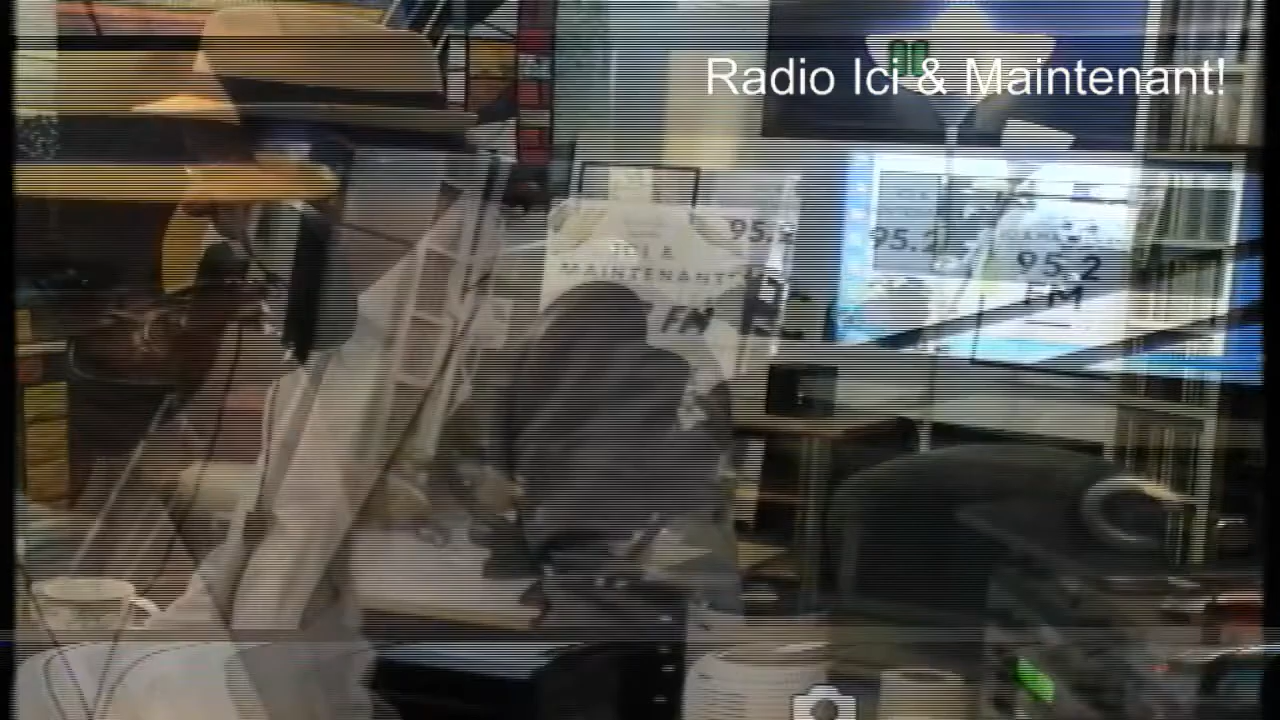 Radio Ici & Maintenant!
95.2
ICI &
MAINTENANT
FM
95.2
95.2
FM